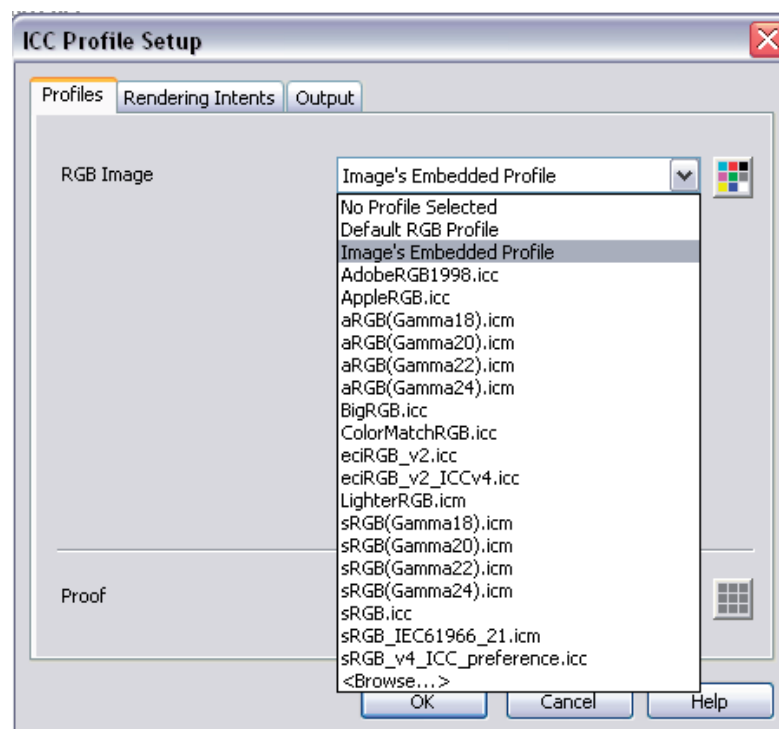 ICC Profile Setup
Profiles Rendering Intents Output
RGB Image Image's Embedded Profile
No Profile Selected
Default RGB Profile
Image's Embedded Profile
AdobeRGB1998.icc
AppleRGB.icc
aRGB(Gamma18).icm
aRGB(Gamma20).icm
aRGB(Gamma22).icm
aRGB(Gamma24).icm
BigRGB.icc
ColorMatchRGB.icc
eciRGB_v2.icc
eciRGB_v2_ICCv4.icc
LighterRGB.icm
sRGB(Gamma18).icm
sRGB(Gamma20).icm
sRGB(Gamma22).icm
sRGB(Gamma24).icm
sRGB.icc
sRGB_IEC61966_21.icm
sRGB_v4_ICC_preference.icc
<Browse...>
Proof
OK Cancel Help